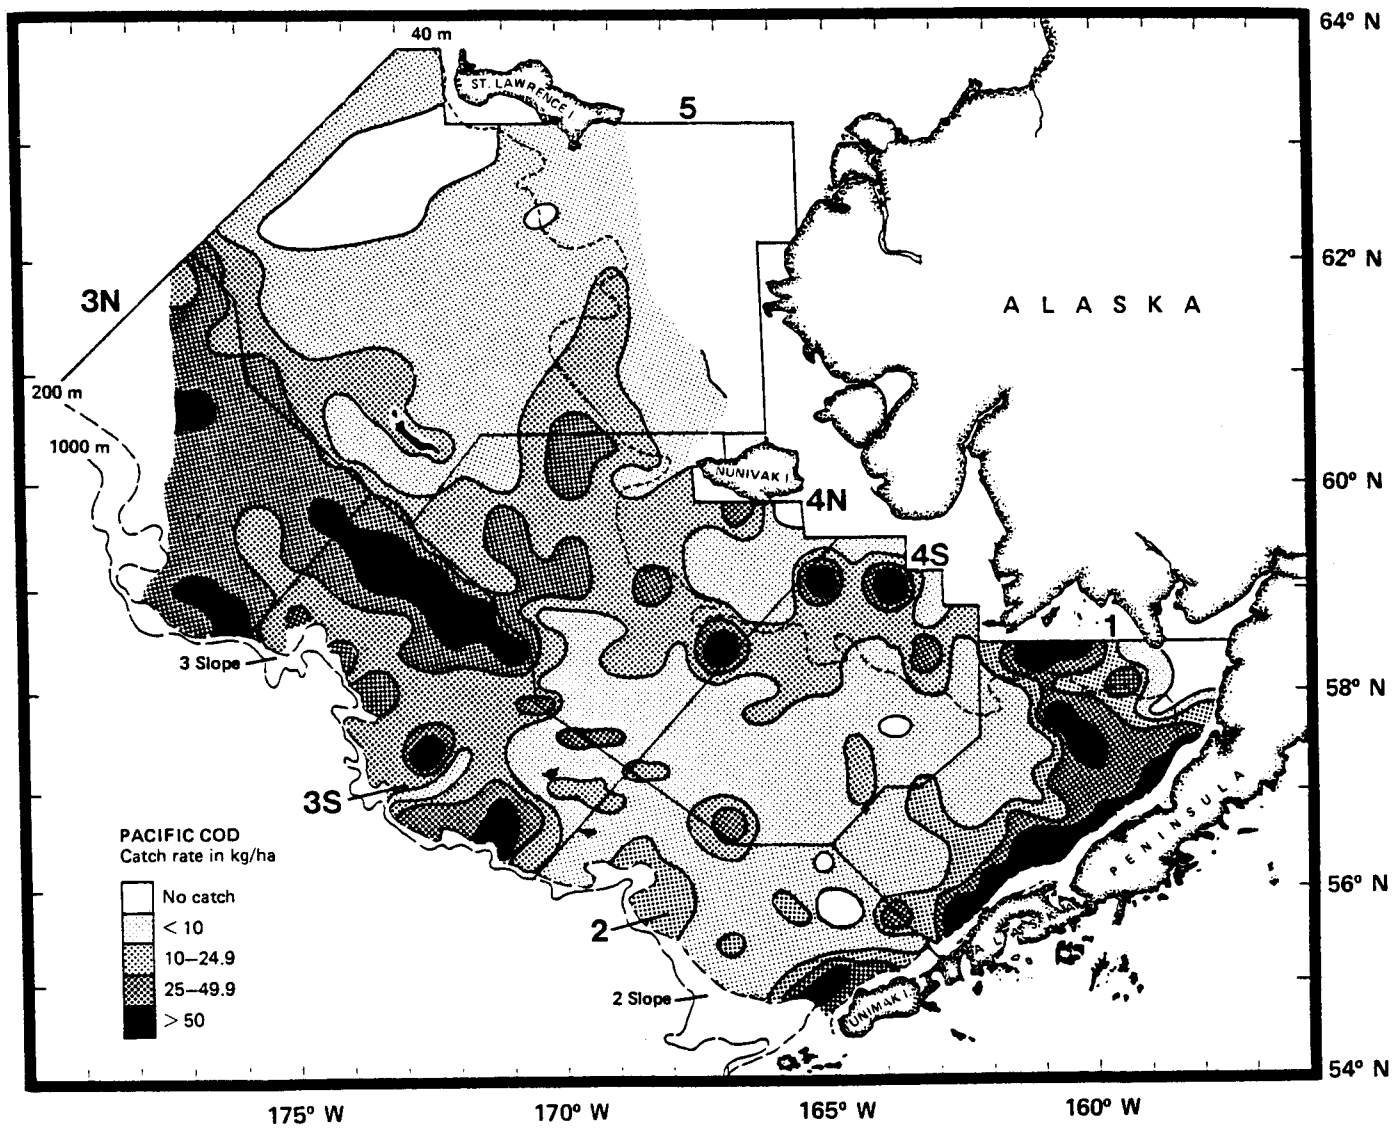 64° N
40 m
ST. LAWRENCE I
5
62° N
3N
ALASKA
200 m
1000 m
60° N
NUNIVAK I
4N
4S
1
3 Slope
58° N
3S
PENINSULA
PACIFIC COD
Catch rate in kg/ha
No catch
< 10
10–24.9
25–49.9
> 50
56° N
2
2 Slope
UNIMAK I
54° N
175° W
170° W
165° W
160° W